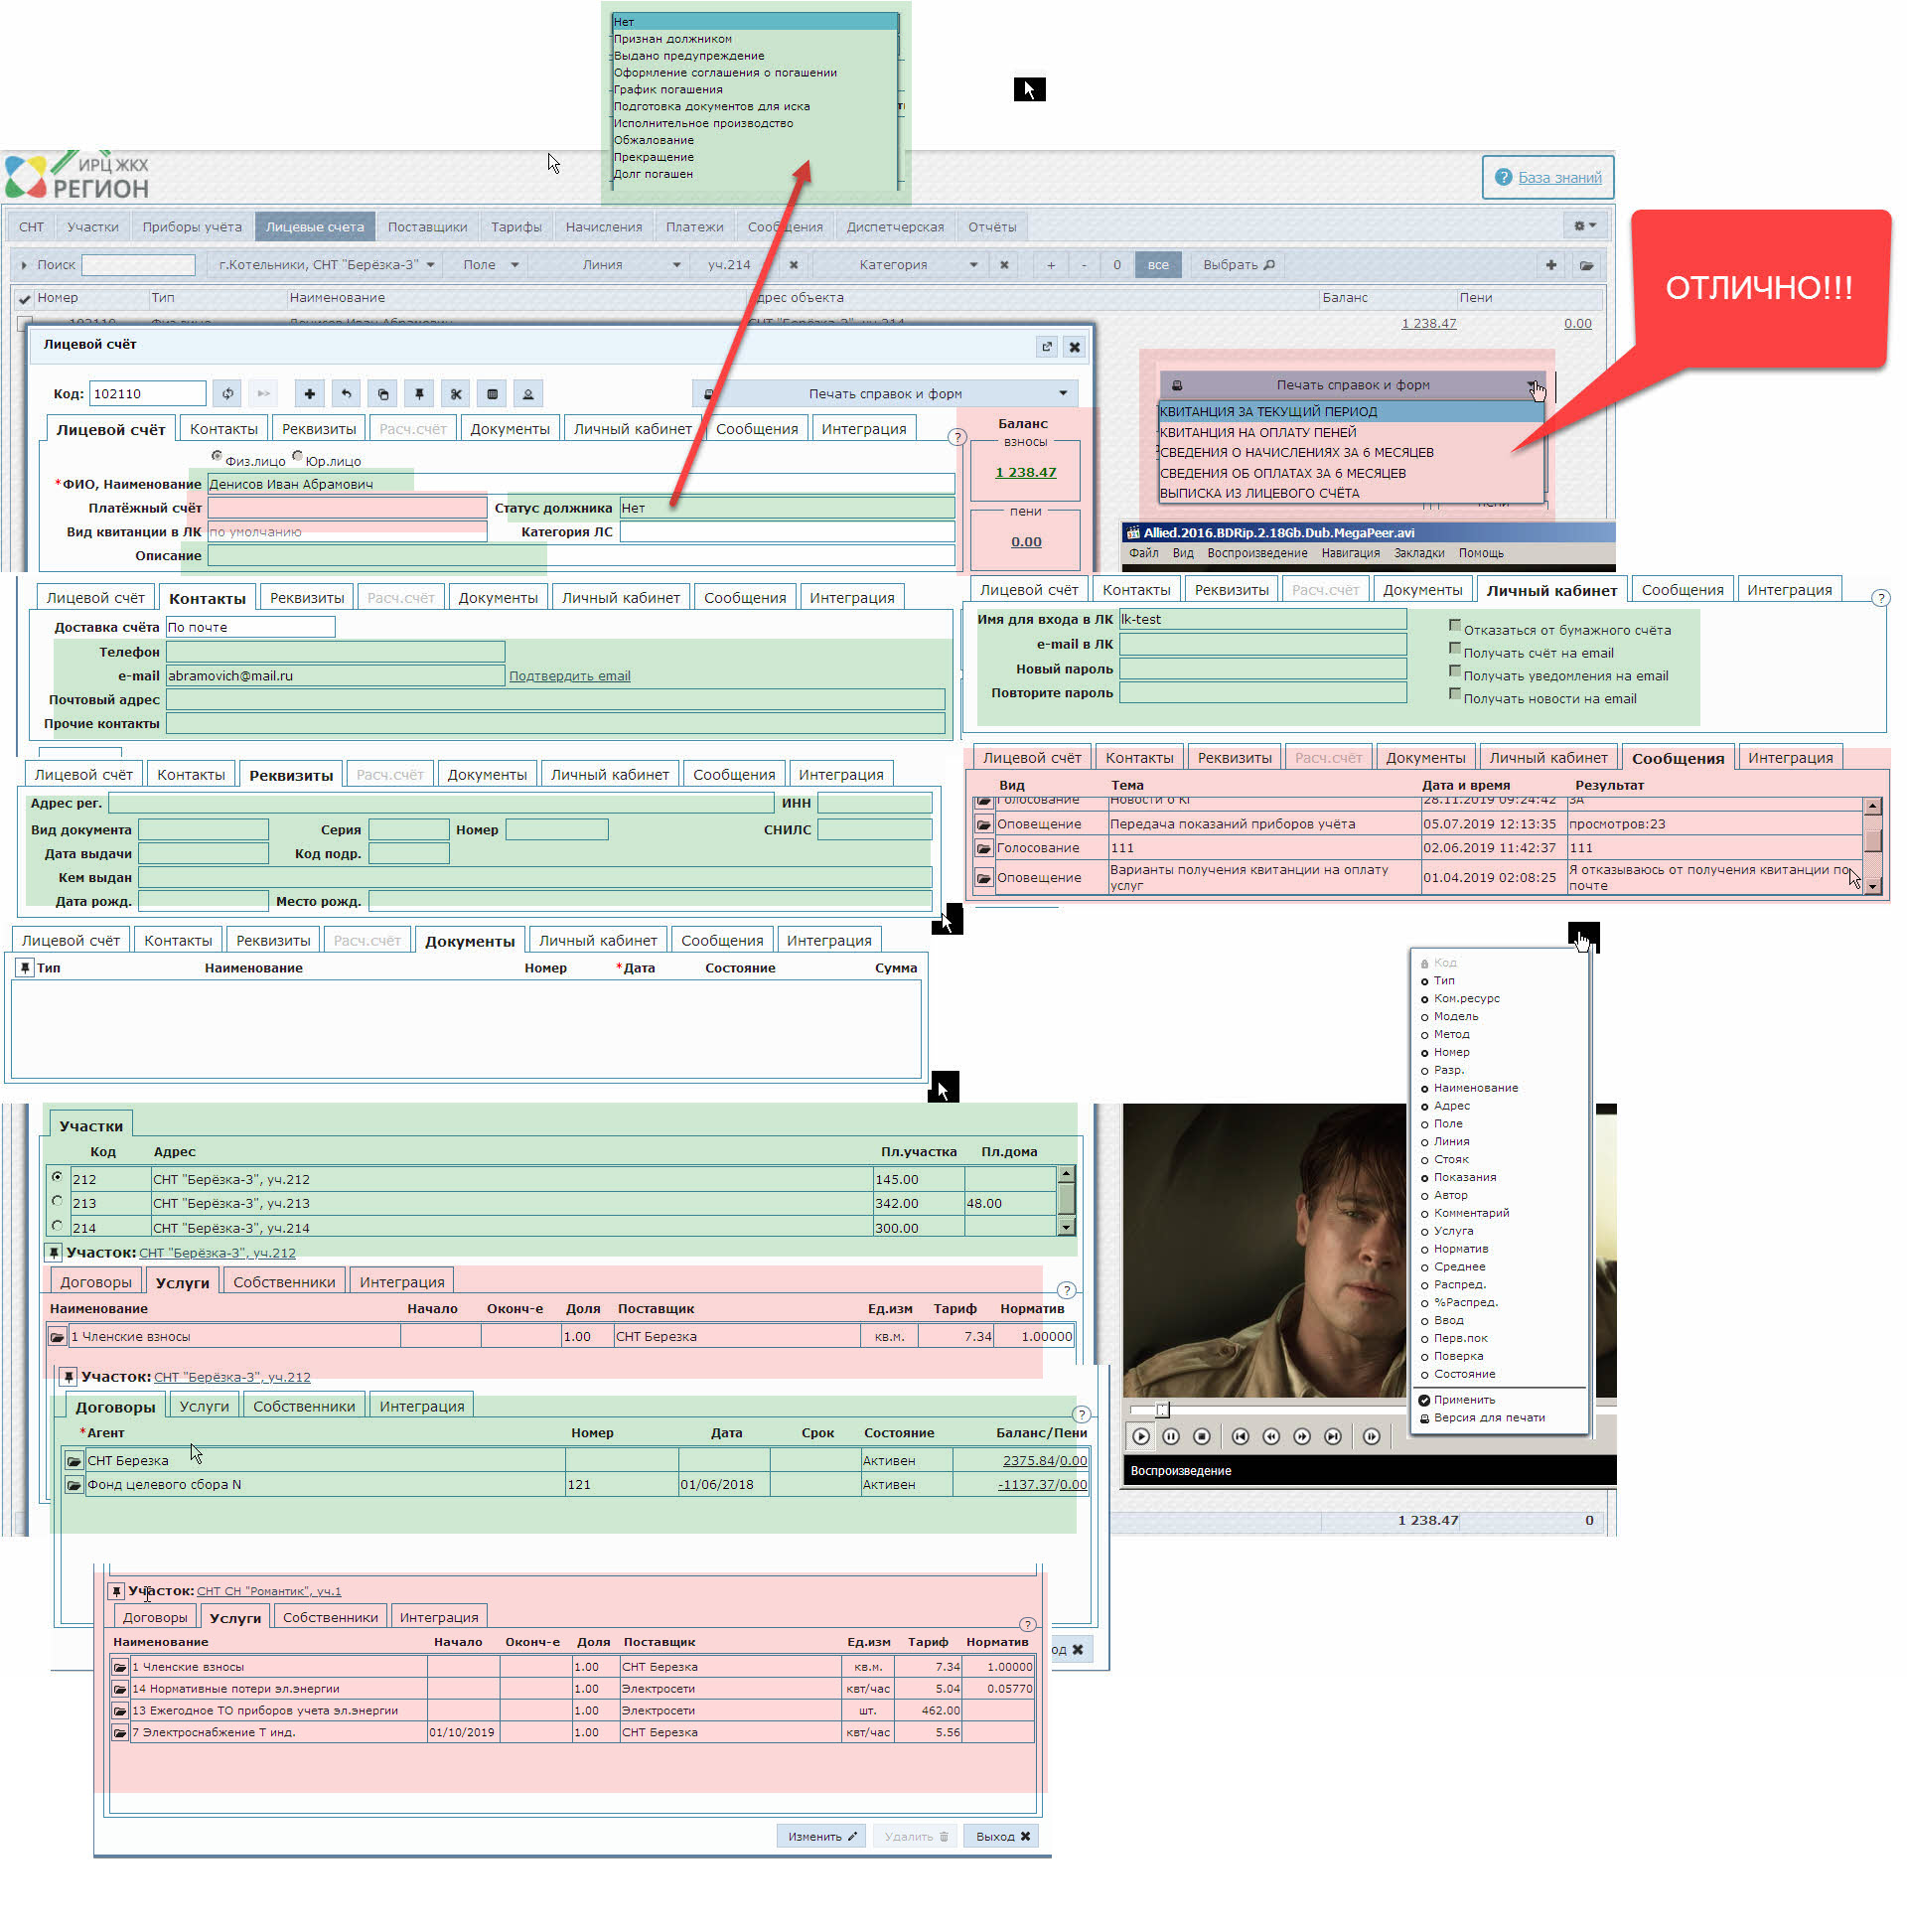 Нет
Признан должником
Выдано предупреждение
Оформление соглашения о погашении
График погашения
Подготовка документов для иска
Исполнительное производство
Обжалование
Прекращение
Долг погашен
ИРЦ ЖКХ
РЕГИОН
? База знаний
СНТ Участки Приборы учёта Лицевые счета Поставщики Тарифы Начисления Платежи Сообщения Диспетчерская Отчёты
Поиск г.Котельники, СНТ "Берёзка-3" Поле Линия уч.214 Категория + - 0 все Выбрать
Номер Тип Наименование Адрес объекта Баланс Пени
102110 Физ.лицо Денисов Иван Абрамович СНТ "Берёзка-3", уч.214 1 238.47 0.00
ОТЛИЧНО!!!
Лицевой счёт
Код: 102110 Печать справок и форм
Лицевой счёт Контакты Реквизиты Расч.счёт Документы Личный кабинет Сообщения Интеграция
?
Физ.лицо Юр.лицо
*ФИО, Наименование Денисов Иван Абрамович
Платёжный счёт Статус должника Нет
Вид квитанции в ЛК по умолчанию Категория ЛС
Описание
Баланс
взносы
1 238.47
пени
0.00
Печать справок и форм
КВИТАНЦИЯ ЗА ТЕКУЩИЙ ПЕРИОД
КВИТАНЦИЯ НА ОПЛАТУ ПЕНЕЙ
СВЕДЕНИЯ О НАЧИСЛЕНИЯХ ЗА 6 МЕСЯЦЕВ
СВЕДЕНИЯ ОБ ОПЛАТАХ ЗА 6 МЕСЯЦЕВ
ВЫПИСКА ИЗ ЛИЦЕВОГО СЧЁТА
Allied.2016.BDRip.2.18Gb.Dub.MegaPeer.avi
Файл Вид Воспроизведение Навигация Закладки Помощь
Лицевой счёт Контакты Реквизиты Расч.счёт Документы Личный кабинет Сообщения Интеграция
Доставка счёта По почте
Телефон
e-mail abramovich@mail.ru Подтвердить email
Почтовый адрес
Прочие контакты
Лицевой счёт Контакты Реквизиты Расч.счёт Документы Личный кабинет Сообщения Интеграция
?
Имя для входа в ЛК lk-test
e-mail в ЛК
Новый пароль
Повторите пароль
Отказаться от бумажного счёта
Получать счёт на email
Получать уведомления на email
Получать новости на email
Лицевой счёт Контакты Реквизиты Расч.счёт Документы Личный кабинет Сообщения Интеграция
Адрес рег. ИНН
Вид документа Серия Номер СНИЛС
Дата выдачи Код подр.
Кем выдан
Дата рожд. Место рожд.
Лицевой счёт Контакты Реквизиты Расч.счёт Документы Личный кабинет Сообщения Интеграция
Вид Тема Дата и время Результат
Голосование Новости о КГ 28.11.2019 09:24:42 ЗА
Оповещение Передача показаний приборов учёта 05.07.2019 12:13:35 просмотров:23
Голосование 111 02.06.2019 11:42:37 111
Оповещение Варианты получения квитанции на оплату услуг 01.04.2019 02:08:25 Я отказываюсь от получения квитанции по почте
Лицевой счёт Контакты Реквизиты Расч.счёт Документы Личный кабинет Сообщения Интеграция
Тип Наименование Номер *Дата Состояние Сумма
Код
Тип
Ком.ресурс
Модель
Метод
Номер
Разр.
Наименование
Адрес
Поле
Линия
Стояк
Показания
Автор
Комментарий
Услуга
Норматив
Среднее
Распред.
%Распред.
Ввод
Перв.пок
Поверка
Состояние
Применить
Версия для печати
Участки
Код Адрес Пл.участка Пл.дома
212 СНТ "Берёзка-3", уч.212 145.00
213 СНТ "Берёзка-3", уч.213 342.00 48.00
214 СНТ "Берёзка-3", уч.214 300.00
Участок: СНТ "Берёзка-3", уч.212
Договоры Услуги Собственники Интеграция
?
Наименование Начало Оконч-е Доля Поставщик Ед.изм Тариф Норматив
1 Членские взносы 1.00 СНТ Березка кв.м. 7.34 1.00000
Участок: СНТ "Берёзка-3", уч.212
Договоры Услуги Собственники Интеграция
?
*Агент Номер Дата Срок Состояние Баланс/Пени
СНТ Березка Активен 2375.84/0.00
Фонд целевого сбора N 121 01/06/2018 Активен -1137.37/0.00
Воспроизведение
1 238.47 0
Участок: СНТ СН "Романтик", уч.1
Договоры Услуги Собственники Интеграция
?
Наименование Начало Оконч-е Доля Поставщик Ед.изм Тариф Норматив
од
1 Членские взносы 1.00 СНТ Березка кв.м. 7.34 1.00000
14 Нормативные потери эл.энергии 1.00 Электросети квт/час 5.04 0.05770
13 Ежегодное ТО приборов учета эл.энергии 1.00 Электросети шт. 462.00
7 Электроснабжение Т инд. 01/10/2019 1.00 СНТ Березка квт/час 5.56
Изменить Удалить Выход